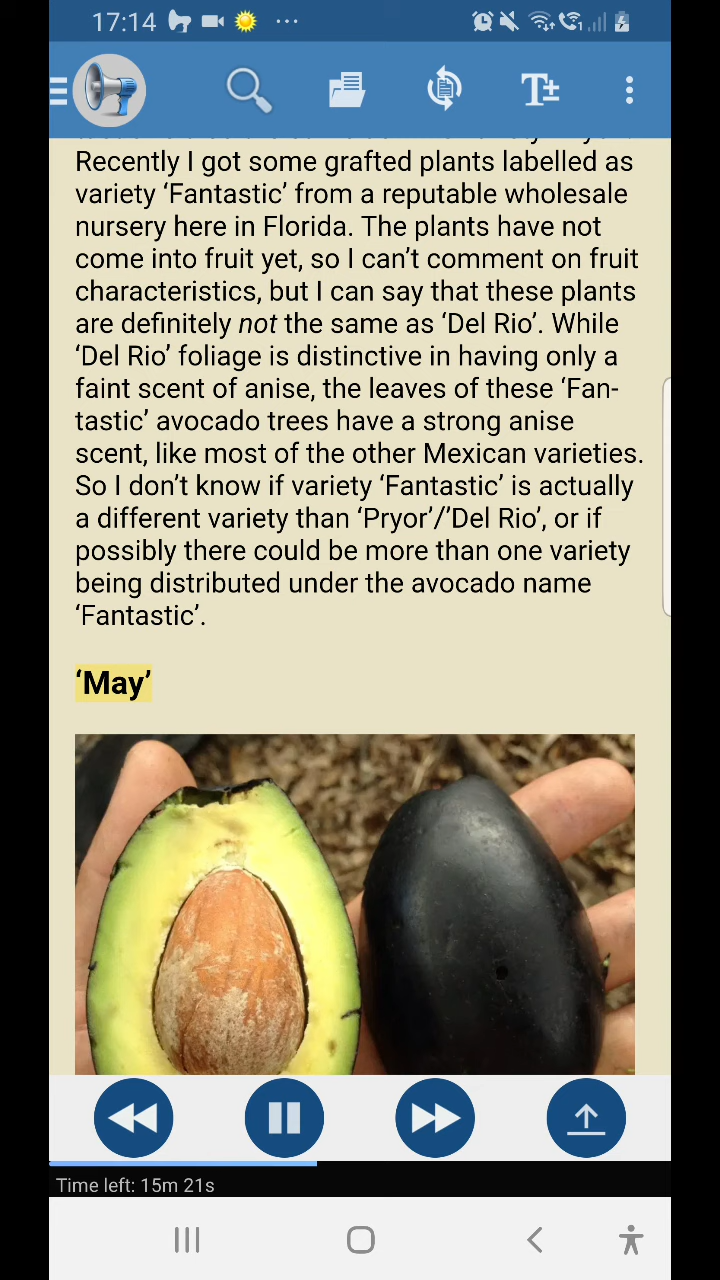 17:14
T±
Recently I got some grafted plants labelled as
variety ‘Fantastic’ from a reputable wholesale
nursery here in Florida. The plants have not
come into fruit yet, so I can’t comment on fruit
characteristics, but I can say that these plants
are definitely not the same as ‘Del Rio’. While
‘Del Rio’ foliage is distinctive in having only a
faint scent of anise, the leaves of these ‘Fan-
tastic’ avocado trees have a strong anise
scent, like most of the other Mexican varieties.
So I don’t know if variety ‘Fantastic’ is actually
a different variety than ‘Pryor’/’Del Rio’, or if
possibly there could be more than one variety
being distributed under the avocado name
‘Fantastic’.
‘May’
Time left: 15m 21s